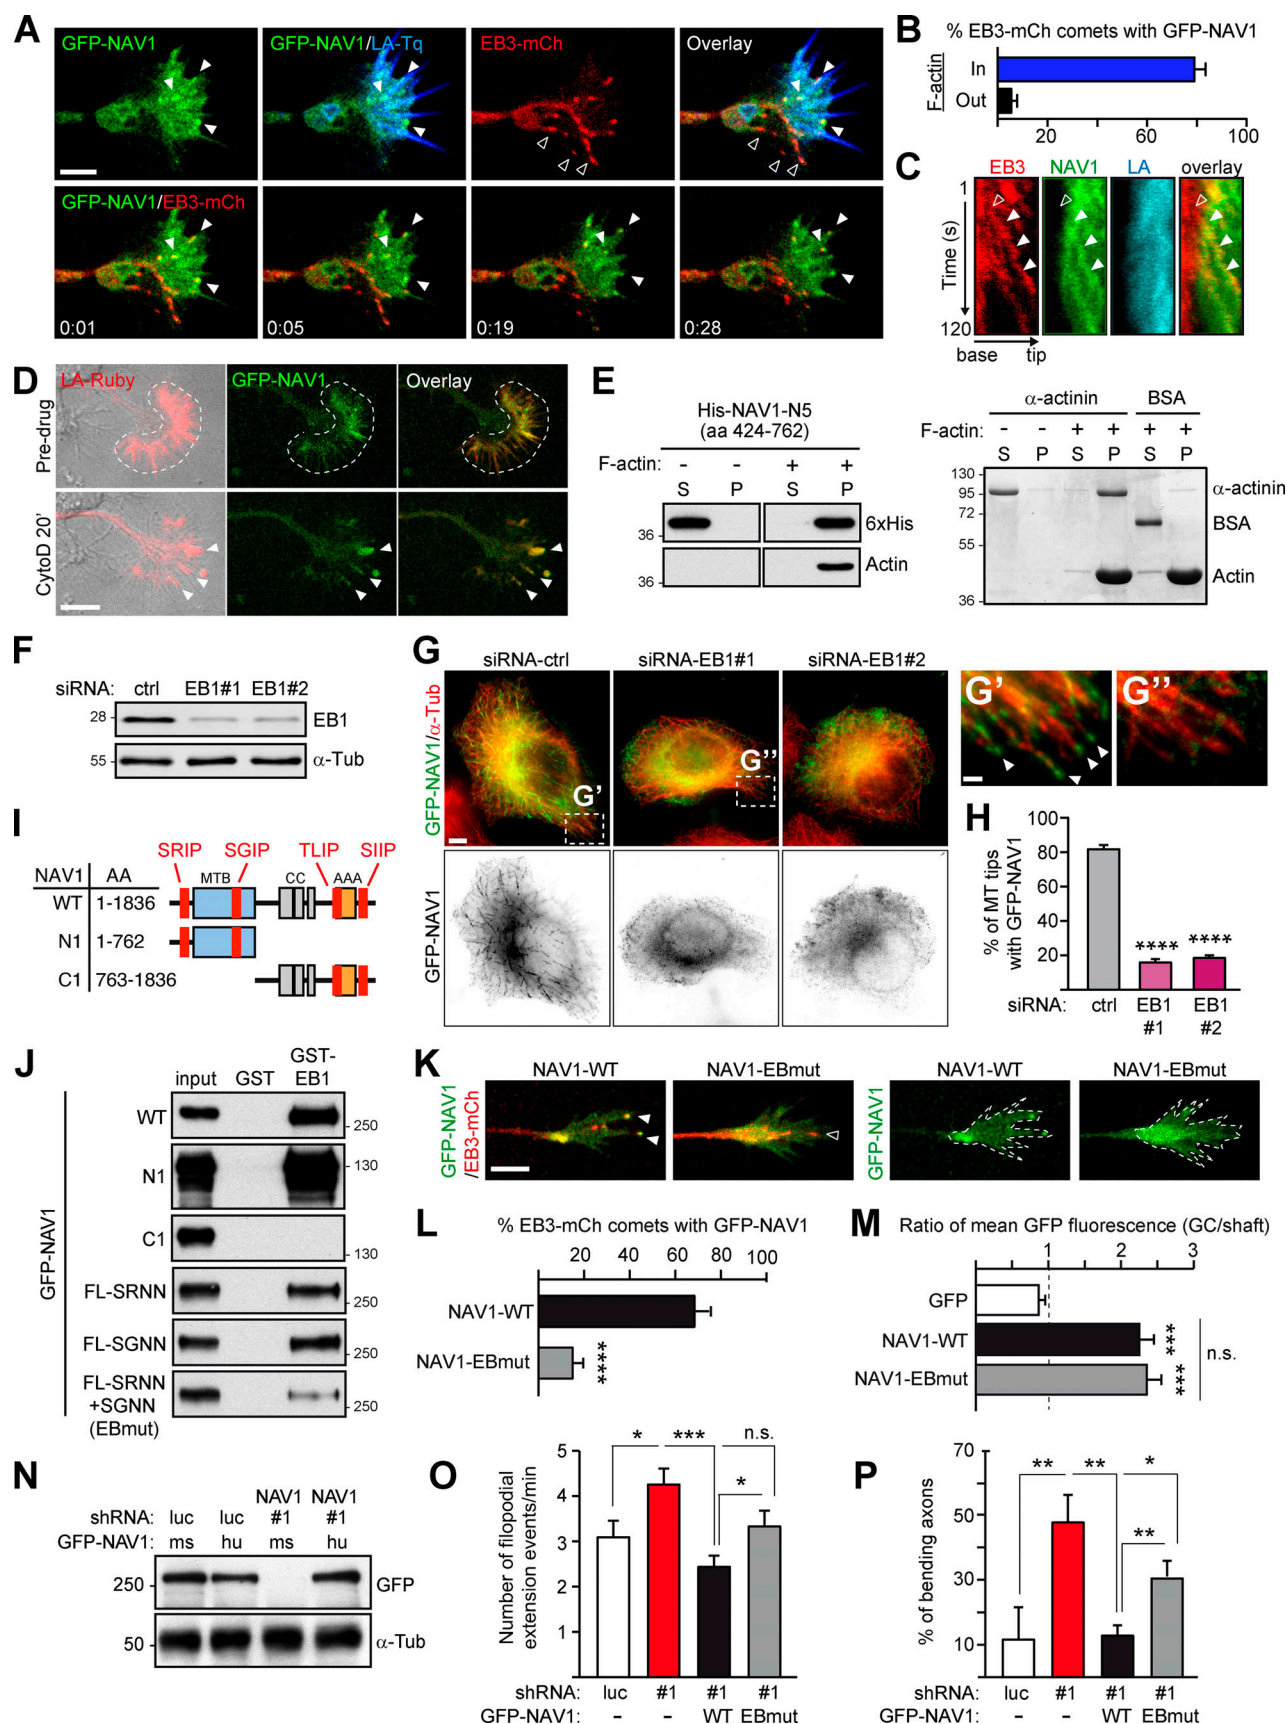 A
GFP-NAV1
GFP-NAV1/LA-Tq
EB3-mCh
Overlay
GFP-NAV1/EB3-mCh
0:01
0:05
0:19
0:28
B
% EB3-mCh comets with GFP-NAV1
F-actin
In
Out
20 60 100
C
EB3 NAV1 LA overlay
1
Time (s)
120
base tip
D
LA-Ruby
GFP-NAV1
Overlay
Pre-drug
CytoD 20'
E
His-NAV1-N5
(aa 424-762)
F-actin: - - + +
S P S P
36
6xHis
36
Actin
α-actinin BSA
F-actin: - - + + + +
S P S P S P
130
95
72
55
36
α-actinin
BSA
Actin
F
siRNA: ctrl EB1#1 EB1#2
28 EB1
55 α-Tub
G
siRNA-ctrl siRNA-EB1#1 siRNA-EB1#2
GFP-NAV1/α-Tub
G'
G''
G'
G''
GFP-NAV1
H
% of MT tips
with GFP-NAV1
100
80
60
40
20
**** ****
siRNA: ctrl EB1 EB1
#1 #2
I
SRIP SGIP TLIP SIIP
NAV1 AA
MTB CC AAA
WT 1-1836
N1 1-762
C1 763-1836
J
input GST GST-
EB1
GFP-NAV1
WT 250
N1 130
C1 130
FL-SRNN 250
FL-SGNN 250
FL-SRNN
+SGNN
(EBmut)
250
K
NAV1-WT NAV1-EBmut NAV1-WT NAV1-EBmut
GFP-NAV1
/EB3-mCh
GFP-NAV1
L
% EB3-mCh comets with GFP-NAV1
20 40 60 80 100
NAV1-WT
NAV1-EBmut
****
M
Ratio of mean GFP fluorescence (GC/shaft)
1 2 3
GFP
NAV1-WT
***
NAV1-EBmut
***
n.s.
N
NAV1 NAV1
shRNA: luc luc #1 #1
GFP-NAV1: ms hu ms hu
250 GFP
50 α-Tub
O
Number of filopodial
extension events/min
5
4
3
2
1
* *** n.s.
*
shRNA: luc #1 #1 #1
GFP-NAV1: - - WT EBmut
P
% of bending axons
70
50
30
10
** ** *
**
shRNA: luc #1 #1 #1
GFP-NAV1: - - WT EBmut